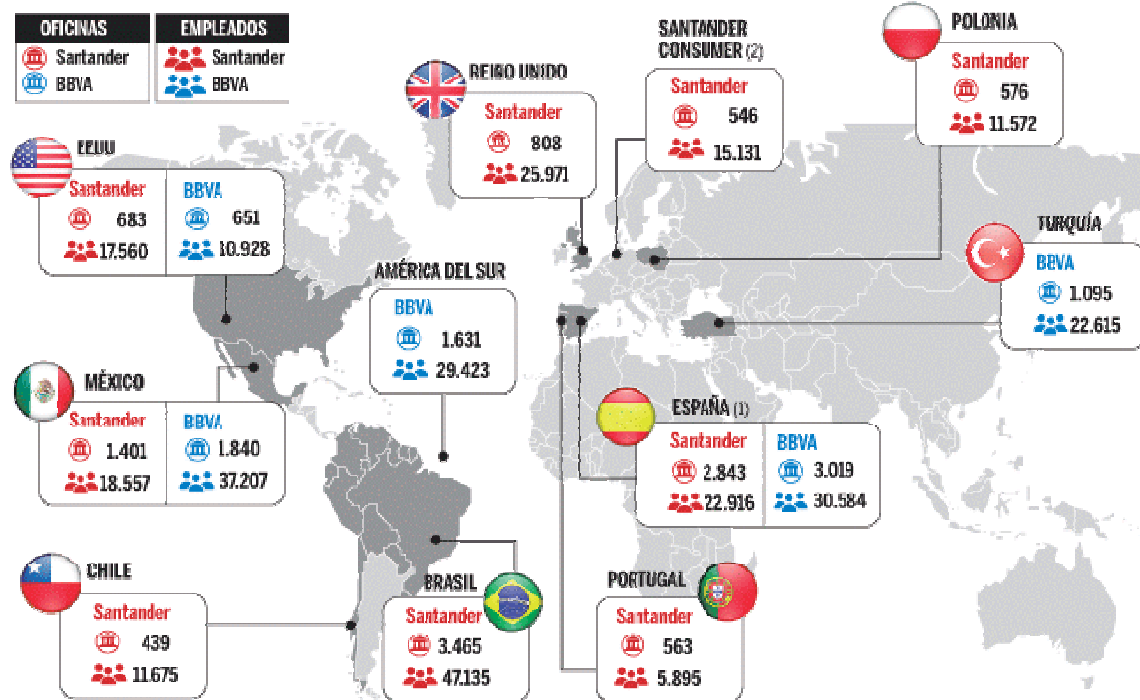 OFICINAS
Santander
BBVA
EMPLEADOS
Santander
BBVA
EEUU
Santander
683
17.560
BBVA
651
10.928
REINO UNIDO
Santander
808
25.971
SANTANDER
CONSUMER (2)
Santander
546
15.131
POLONIA
Santander
576
11.572
TURQUÍA
BBVA
1.095
22.615
AMÉRICA DEL SUR
BBVA
1.631
29.423
MÉXICO
Santander
1.401
18.557
BBVA
1.840
37.207
ESPAÑA (1)
Santander
2.843
22.916
BBVA
3.019
30.584
CHILE
Santander
439
11.675
BRASIL
Santander
3.465
47.135
PORTUGAL
Santander
563
5.895